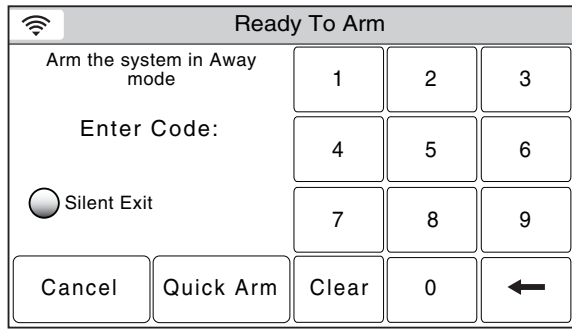 Ready To Arm
Arm the system in Away
mode
Enter Code:
Silent Exit
1 2 3
4 5 6
7 8 9
Cancel Quick Arm Clear 0